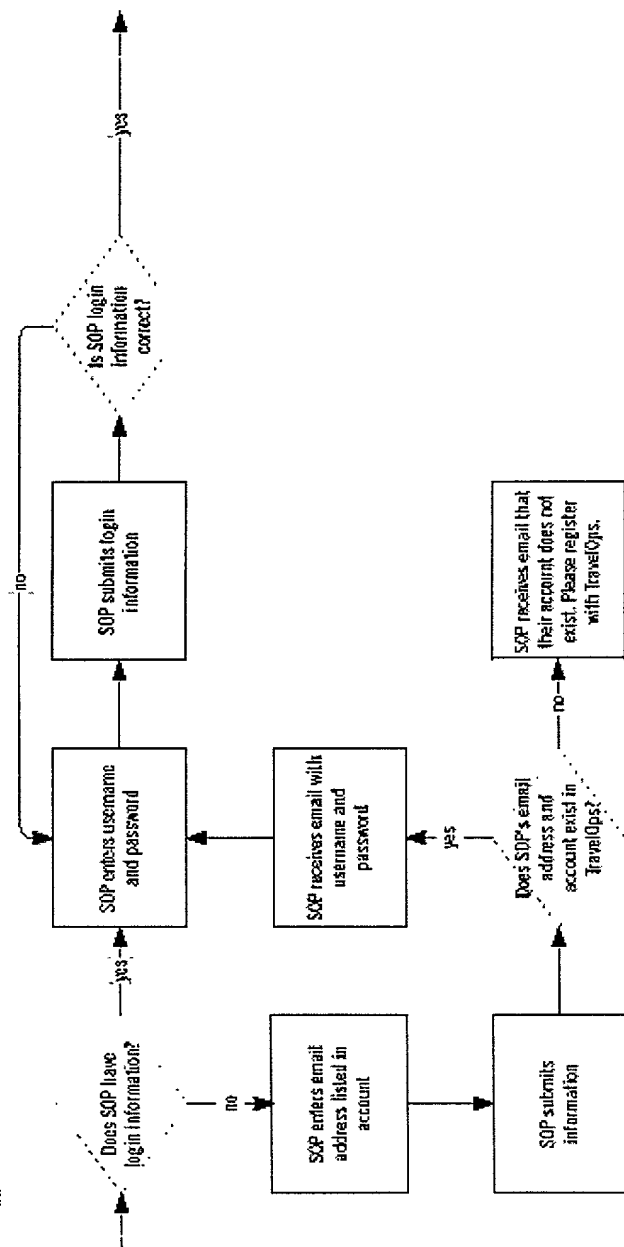 Does SOP have
login information?
yes
no
SOP enters username
and password
SOP submits login
information
Is SOP login
information
correct?
no
yes
SOP enters email
address listed in
account
SOP receives email with
username and
password
yes
SOP submits
information
Does SOP's email
address and
account exist in
TravelOps?
no
SOP receives email that
their account does not
exist. Please register
with TravelOps.